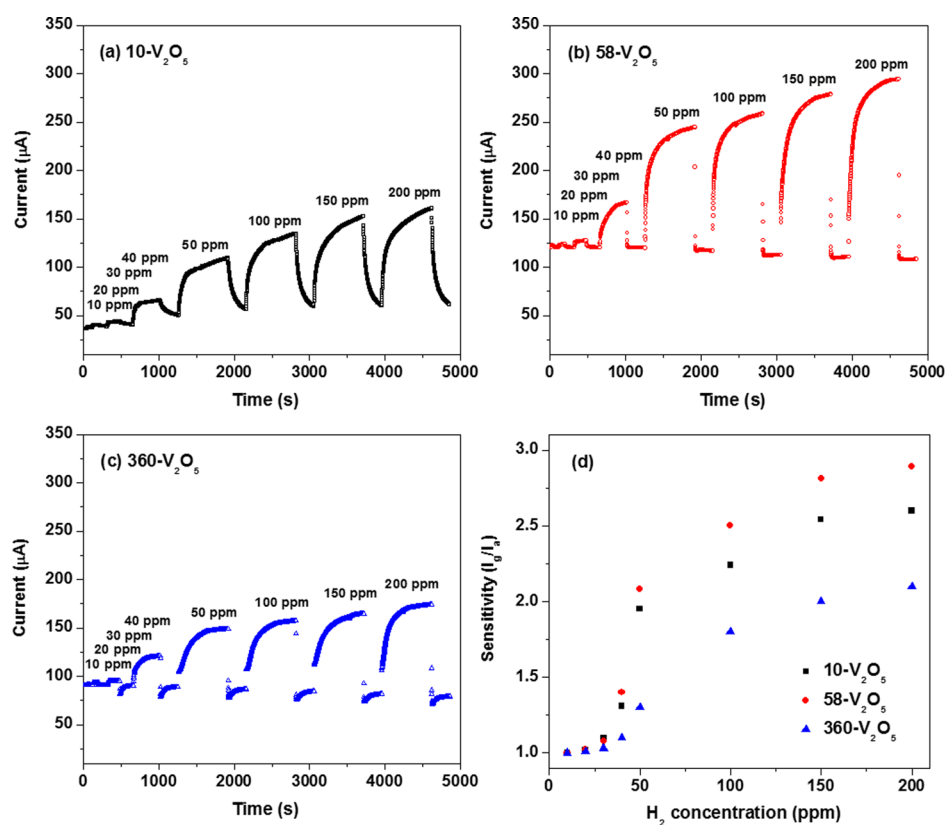 (a) 10-V₂O₅
350
300
250
200
150
100
50
Current (μA)
10 ppm
20 ppm
30 ppm
40 ppm
50 ppm
100 ppm
150 ppm
200 ppm
0 1000 2000 3000 4000 5000
Time (s)
(b) 58-V₂O₅
350
300
250
200
150
100
50
Current (μA)
10 ppm
20 ppm
30 ppm
40 ppm
50 ppm
100 ppm
150 ppm
200 ppm
0 1000 2000 3000 4000 5000
Time (s)
(c) 360-V₂O₅
350
300
250
200
150
100
50
Current (μA)
10 ppm
20 ppm
30 ppm
40 ppm
50 ppm
100 ppm
150 ppm
200 ppm
0 1000 2000 3000 4000 5000
Time (s)
(d)
3.0
2.5
2.0
1.5
1.0
Sensitivity (I_g/I_a)
10-V₂O₅
58-V₂O₅
360-V₂O₅
0 50 100 150 200
H₂ concentration (ppm)